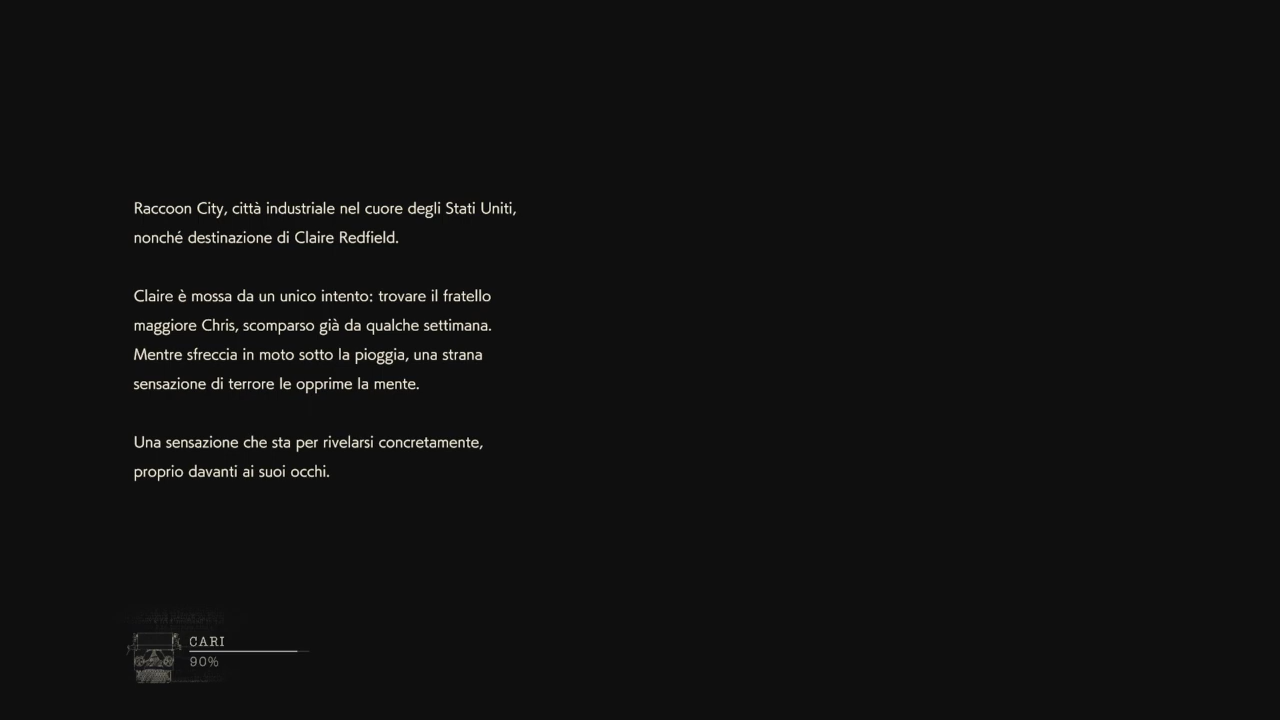 Raccoon City, città industriale nel cuore degli Stati Uniti,
nonché destinazione di Claire Redfield.
Claire è mossa da un unico intento: trovare il fratello
maggiore Chris, scomparso già da qualche settimana.
Mentre sfreccia in moto sotto la pioggia, una strana
sensazione di terrore le opprime la mente.
Una sensazione che sta per rivelarsi concretamente,
proprio davanti ai suoi occhi.
CARI
90%